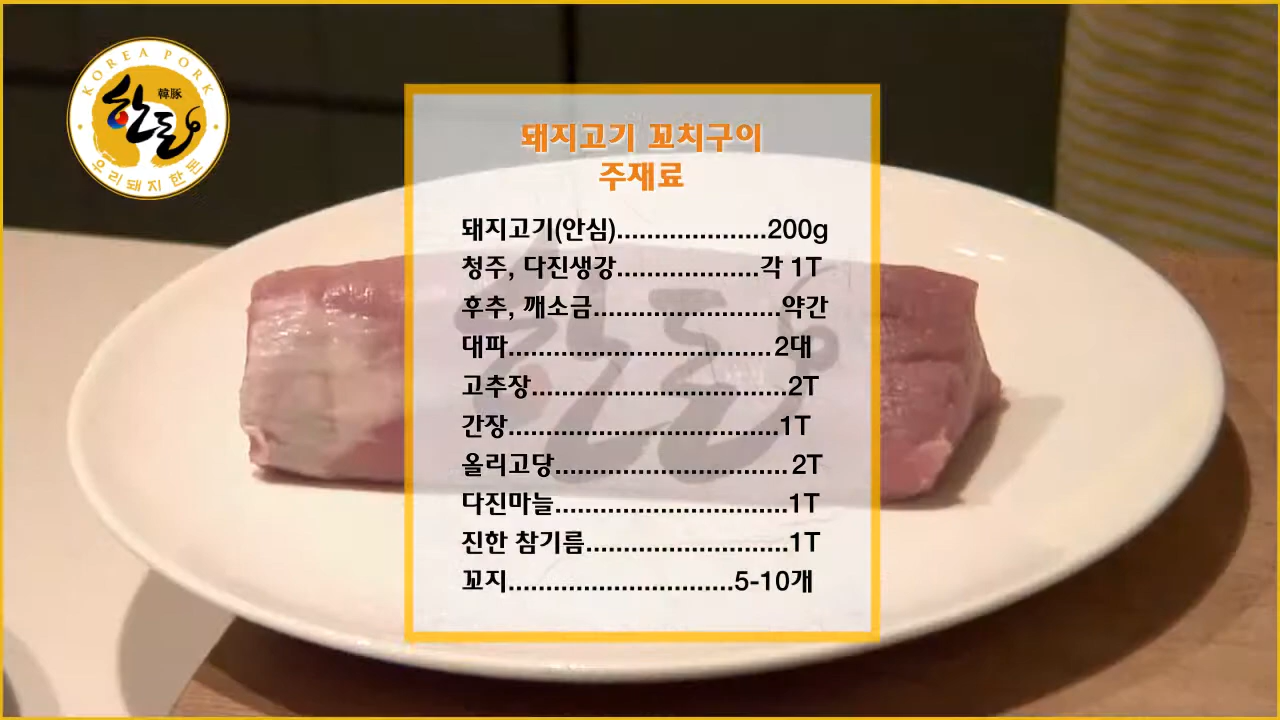 KOREA PORK
韓豚
한돈
우리돼지 한돈
돼지고기 꼬치구이
주재료
돼지고기(안심)....................200g
청주, 다진생강...................각 1T
후추, 깨소금.........................약간
대파...................................2대
고추장..................................2T
간장....................................1T
올리고당...............................2T
다진마늘...............................1T
진한 참기름...........................1T
꼬지..............................5-10개
한돈